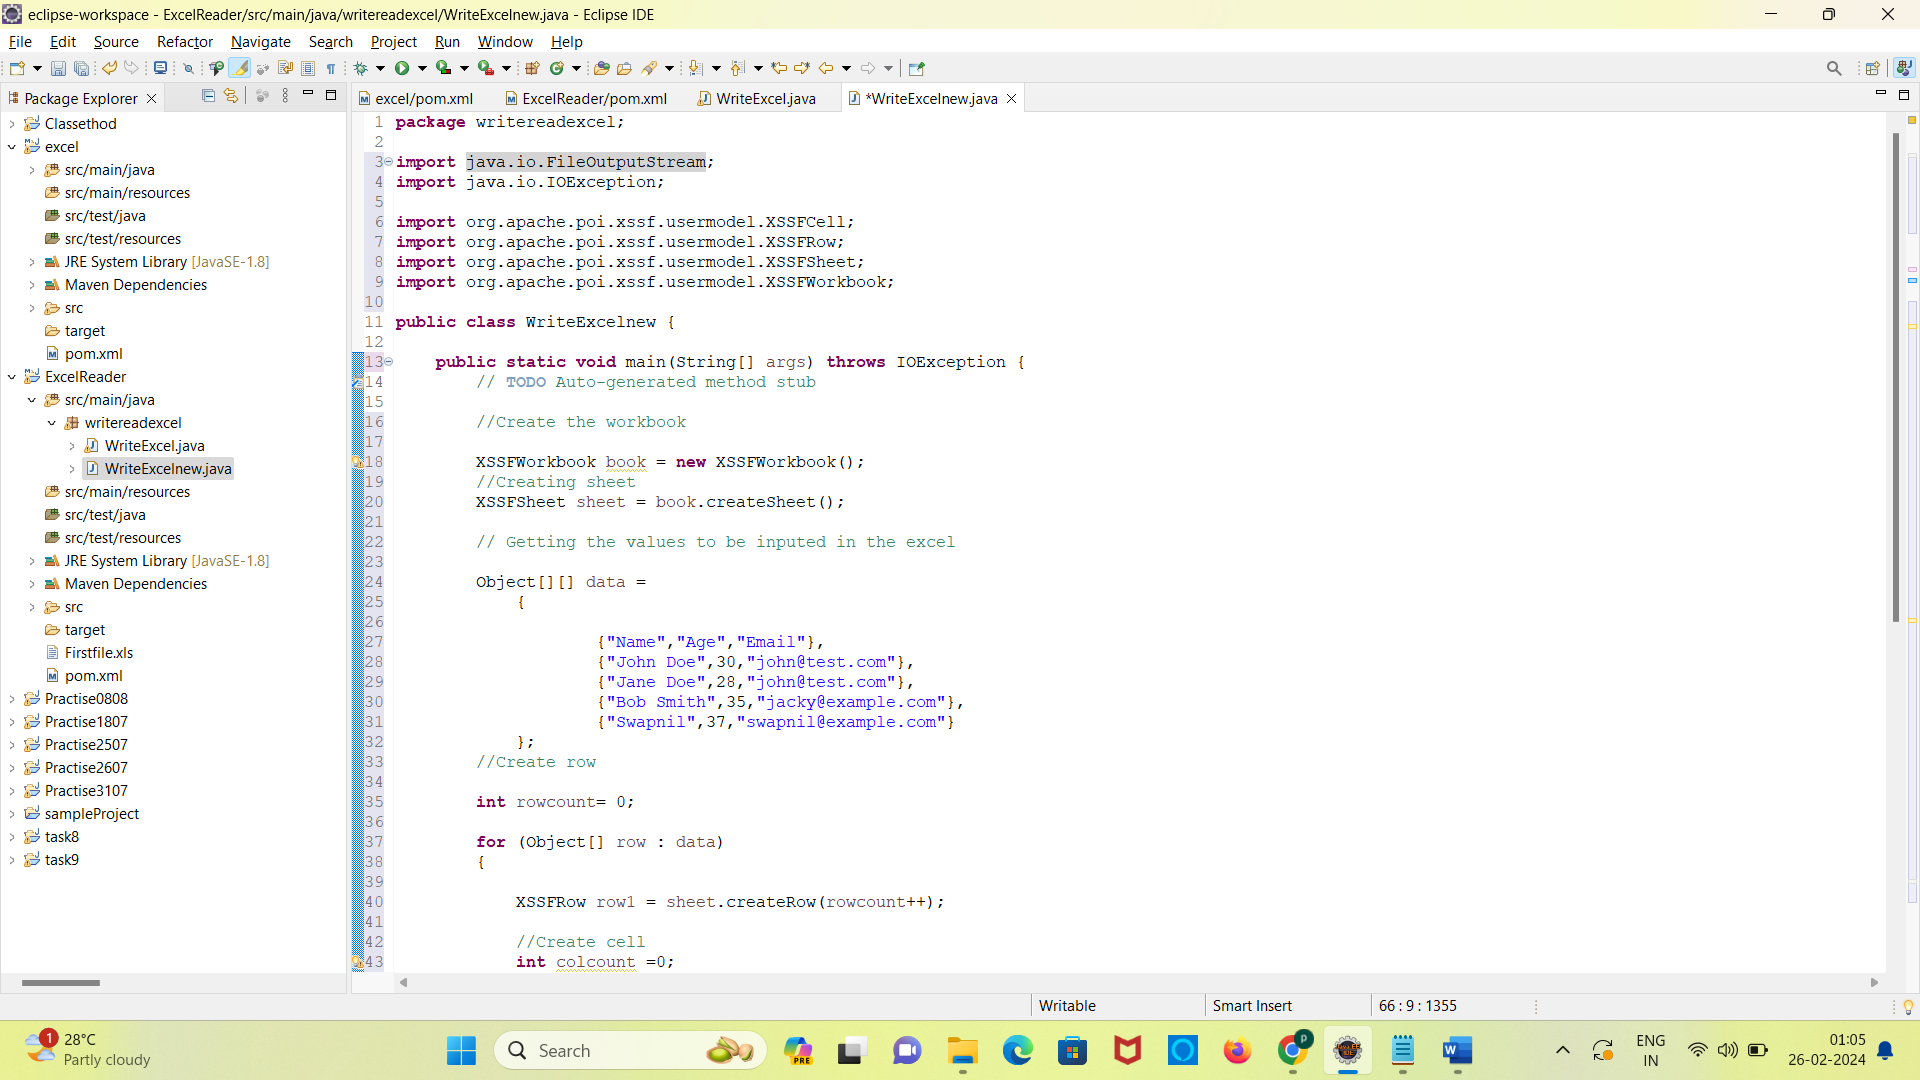 eclipse-workspace - ExcelReader/src/main/java/writereadexcel/WriteExcelnew.java - Eclipse IDE
File Edit Source Refactor Navigate Search Project Run Window Help
Package Explorer
Classethod
excel
src/main/java
src/main/resources
src/test/java
src/test/resources
JRE System Library [JavaSE-1.8]
Maven Dependencies
src
target
pom.xml
ExcelReader
src/main/java
writereadexcel
WriteExcel.java
WriteExcelnew.java
src/main/resources
src/test/java
src/test/resources
JRE System Library [JavaSE-1.8]
Maven Dependencies
src
target
Firstfile.xls
pom.xml
Practise0808
Practise1807
Practise2507
Practise2607
Practise3107
sampleProject
task8
task9
excel/pom.xml ExcelReader/pom.xml WriteExcel.java *WriteExcelnew.java
1 package writereadexcel;
2
3 import java.io.FileOutputStream;
4 import java.io.IOException;
5
6 import org.apache.poi.xssf.usermodel.XSSFCell;
7 import org.apache.poi.xssf.usermodel.XSSFRow;
8 import org.apache.poi.xssf.usermodel.XSSFSheet;
9 import org.apache.poi.xssf.usermodel.XSSFWorkbook;
10
11 public class WriteExcelnew {
12
13 public static void main(String[] args) throws IOException {
14 // TODO Auto-generated method stub
15
16 //Create the workbook
17
18 XSSFWorkbook book = new XSSFWorkbook();
19 //Creating sheet
20 XSSFSheet sheet = book.createSheet();
21
22 // Getting the values to be inputed in the excel
23
24 Object[][] data =
25 {
26
27 {"Name","Age","Email"},
28 {"John Doe",30,"john@test.com"},
29 {"Jane Doe",28,"john@test.com"},
30 {"Bob Smith",35,"jacky@example.com"},
31 {"Swapnil",37,"swapnil@example.com"}
32 };
33 //Create row
34
35 int rowcount= 0;
36
37 for (Object[] row : data)
38 {
39
40 XSSFRow row1 = sheet.createRow(rowcount++);
41
42 //Create cell
43 int colcount =0;
Writable Smart Insert 66 : 9 : 1355
1 28°C
Partly cloudy
Search
PRE
P
ENG
IN
01:05
26-02-2024